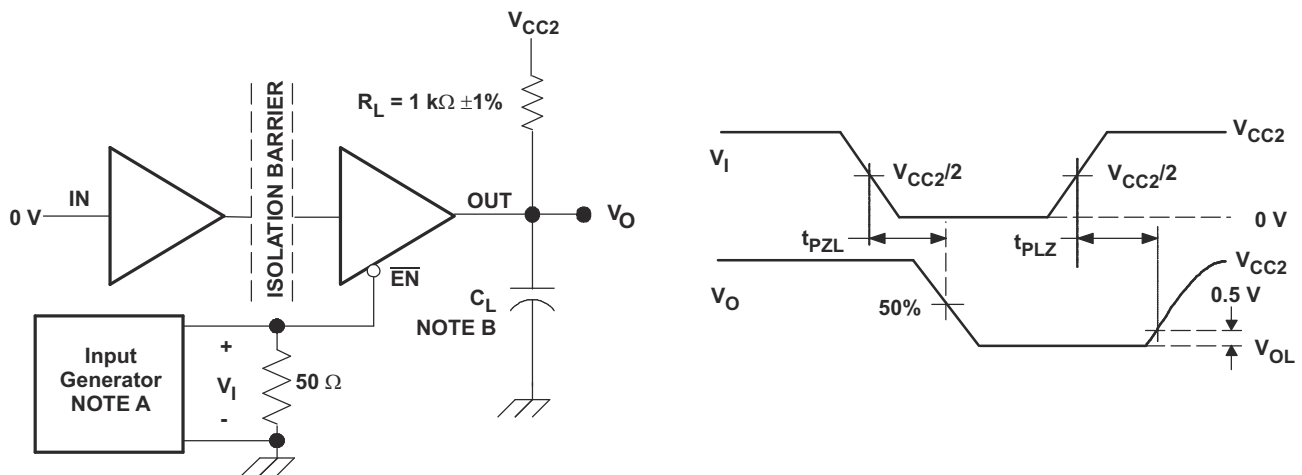 VCC2
RL = 1 kΩ ±1%
ISOLATION BARRIER
IN
0 V
OUT
VO
EN
CL
NOTE B
Input
Generator
NOTE A
+
VI
-
50 Ω
VI
VCC2/2
VCC2/2
VCC2
0 V
tPZL
tPLZ
VO
50%
VCC2
0.5 V
VOL